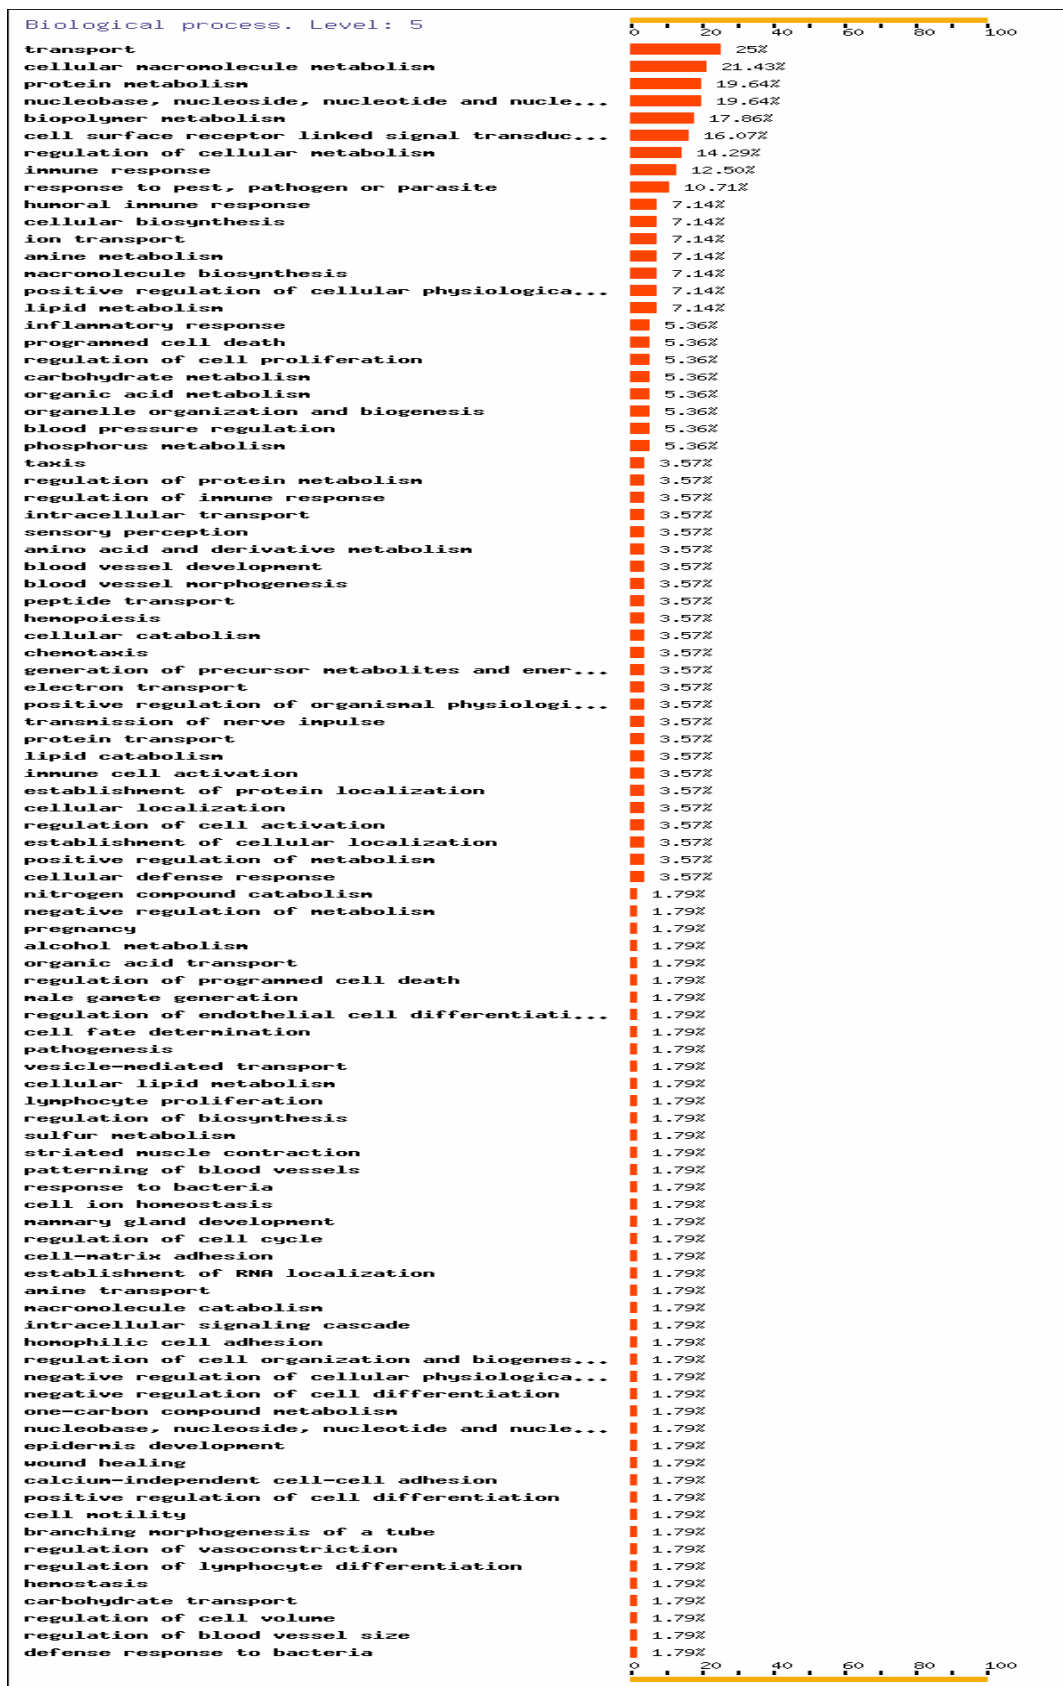 Biological process. Level: 5
0 20 40 60 80 100
transport 25%
cellular macromolecule metabolism 21.43%
protein metabolism 19.64%
nucleobase, nucleoside, nucleotide and nucle... 19.64%
biopolymer metabolism 17.86%
cell surface receptor linked signal transduc... 16.07%
regulation of cellular metabolism 14.29%
immune response 12.50%
response to pest, pathogen or parasite 10.71%
humoral immune response 7.14%
cellular biosynthesis 7.14%
ion transport 7.14%
amine metabolism 7.14%
macromolecule biosynthesis 7.14%
positive regulation of cellular physiologica... 7.14%
lipid metabolism 7.14%
inflammatory response 5.36%
programmed cell death 5.36%
regulation of cell proliferation 5.36%
carbohydrate metabolism 5.36%
organic acid metabolism 5.36%
organelle organization and biogenesis 5.36%
blood pressure regulation 5.36%
phosphorus metabolism 5.36%
taxis 3.57%
regulation of protein metabolism 3.57%
regulation of immune response 3.57%
intracellular transport 3.57%
sensory perception 3.57%
amino acid and derivative metabolism 3.57%
blood vessel development 3.57%
blood vessel morphogenesis 3.57%
peptide transport 3.57%
hemopoiesis 3.57%
cellular catabolism 3.57%
chemotaxis 3.57%
generation of precursor metabolites and ener... 3.57%
electron transport 3.57%
positive regulation of organismal physiologi... 3.57%
transmission of nerve impulse 3.57%
protein transport 3.57%
lipid catabolism 3.57%
immune cell activation 3.57%
establishment of protein localization 3.57%
cellular localization 3.57%
regulation of cell activation 3.57%
establishment of cellular localization 3.57%
positive regulation of metabolism 3.57%
cellular defense response 3.57%
nitrogen compound catabolism 1.79%
negative regulation of metabolism 1.79%
pregnancy 1.79%
alcohol metabolism 1.79%
organic acid transport 1.79%
regulation of programmed cell death 1.79%
male gamete generation 1.79%
regulation of endothelial cell differentiati... 1.79%
cell fate determination 1.79%
pathogenesis 1.79%
vesicle-mediated transport 1.79%
cellular lipid metabolism 1.79%
lymphocyte proliferation 1.79%
regulation of biosynthesis 1.79%
sulfur metabolism 1.79%
striated muscle contraction 1.79%
patterning of blood vessels 1.79%
response to bacteria 1.79%
cell ion homeostasis 1.79%
mammary gland development 1.79%
regulation of cell cycle 1.79%
cell-matrix adhesion 1.79%
establishment of RNA localization 1.79%
amine transport 1.79%
macromolecule catabolism 1.79%
intracellular signaling cascade 1.79%
homophilic cell adhesion 1.79%
regulation of cell organization and biogenes... 1.79%
negative regulation of cellular physiologica... 1.79%
negative regulation of cell differentiation 1.79%
one-carbon compound metabolism 1.79%
nucleobase, nucleoside, nucleotide and nucle... 1.79%
epidermis development 1.79%
wound healing 1.79%
calcium-independent cell-cell adhesion 1.79%
positive regulation of cell differentiation 1.79%
cell motility 1.79%
branching morphogenesis of a tube 1.79%
regulation of vasoconstriction 1.79%
regulation of lymphocyte differentiation 1.79%
hemostasis 1.79%
carbohydrate transport 1.79%
regulation of cell volume 1.79%
regulation of blood vessel size 1.79%
defense response to bacteria 1.79%
0 20 40 60 80 100